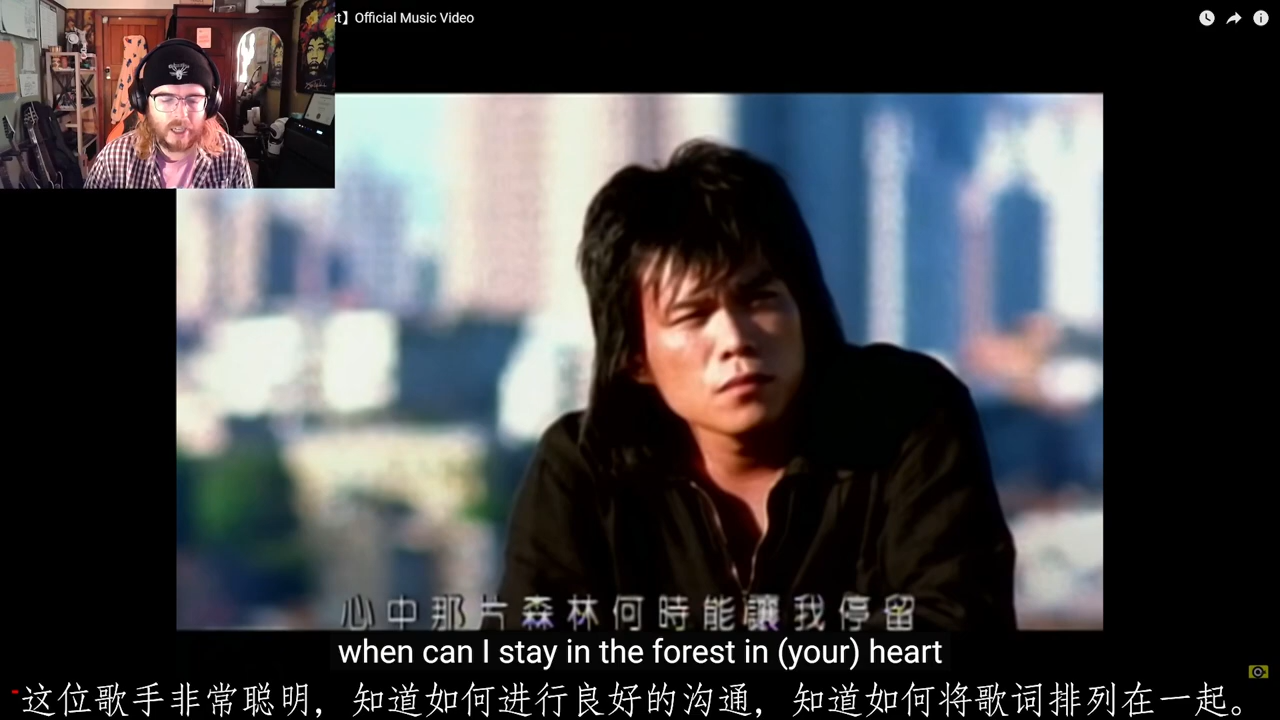 st】Official Music Video
心中那片森林何時能讓我停留
when can I stay in the forest in (your) heart
这位歌手非常聪明，知道如何进行良好的沟通，知道如何将歌词排列在一起。